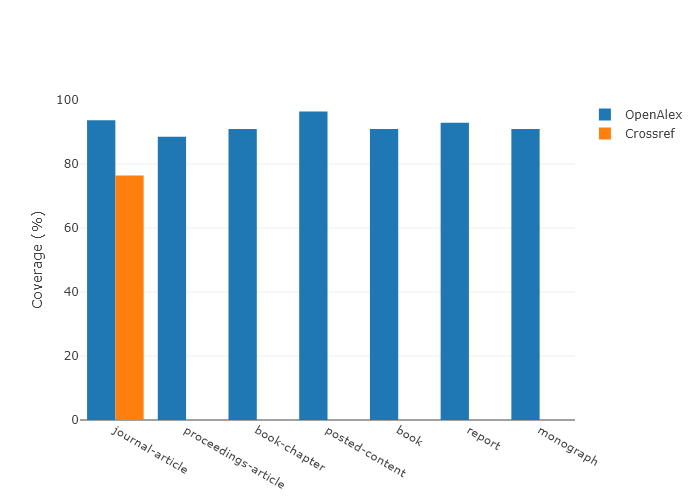 100
80
60
40
20
0
Coverage (%)
journal-article
proceedings-article
book-chapter
posted-content
book
report
monograph
OpenAlex
Crossref